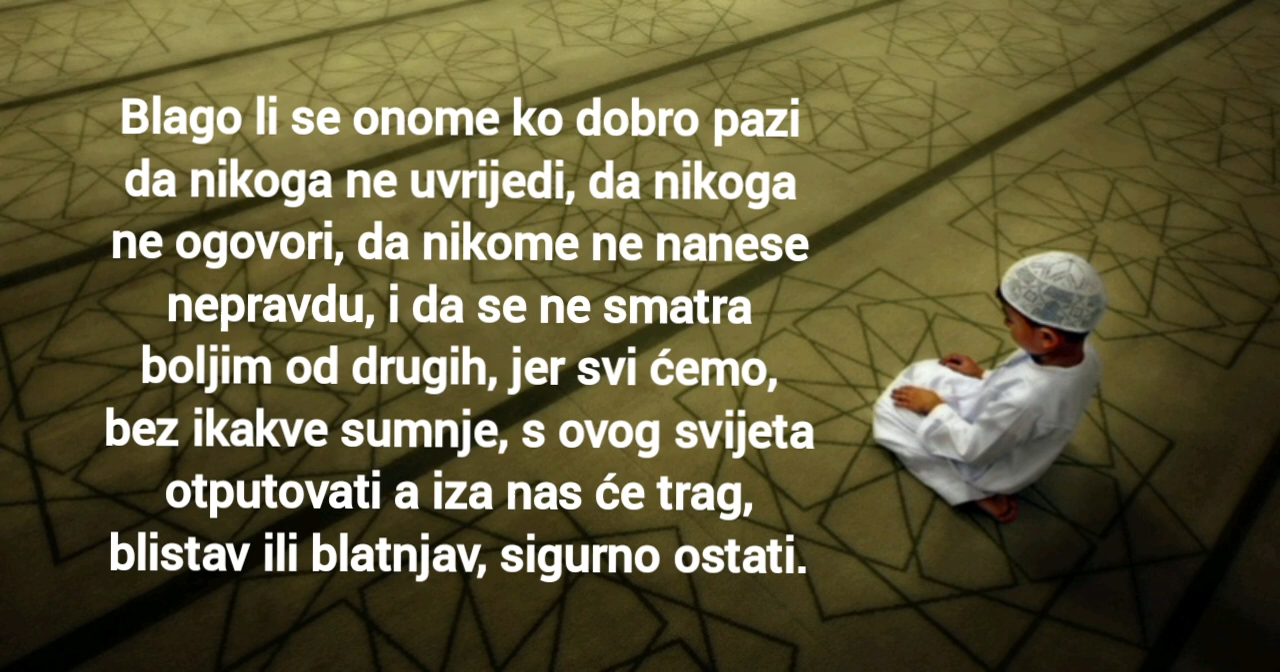 Blago li se onome ko dobro pazi
da nikoga ne uvrijedi, da nikoga
ne ogovori, da nikome ne nanese
nepravdu, i da se ne smatra
boljim od drugih, jer svi ćemo,
bez ikakve sumnje, s ovog svijeta
otputovati a iza nas će trag,
blistav ili blatnjav, sigurno ostati.